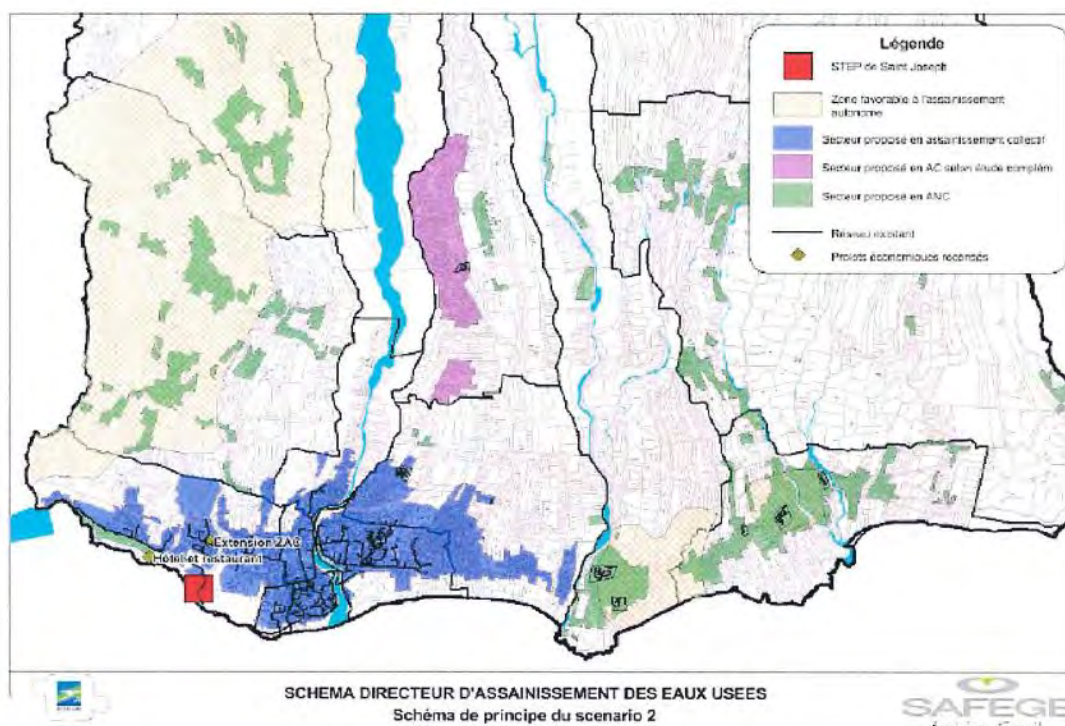 Légende
STEP de Saint Joseph
Zone favorable à l'assainissement
autonome
Secteur proposé en assainissement collectif
Secteur proposé en AC selon étude complém
Secteur proposé en ANC
Réseau existant
Projets économiques recensés
Extension ZAC
Hôtel et restaurant
SCHEMA DIRECTEUR D'ASSAINISSEMENT DES EAUX USEES
Schéma de principe du scenario 2
SAFEGE